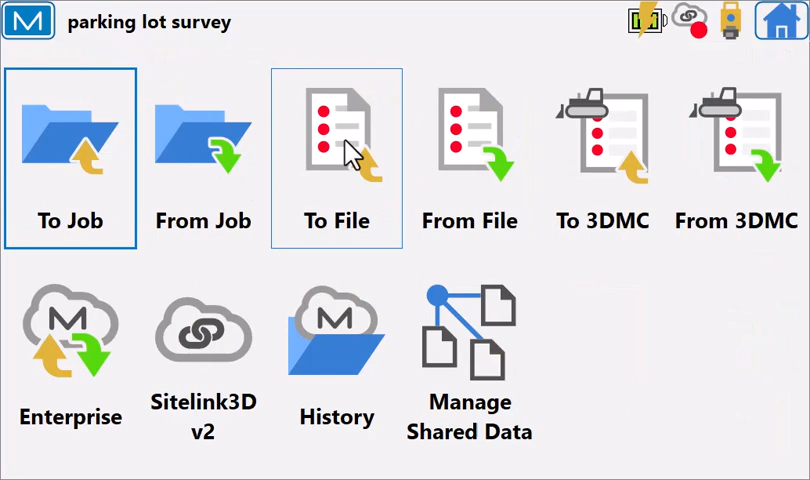 parking lot survey
To Job
From Job
To File
From File
To 3DMC
From 3DMC
Enterprise
Sitelink3D
v2
History
Manage
Shared Data